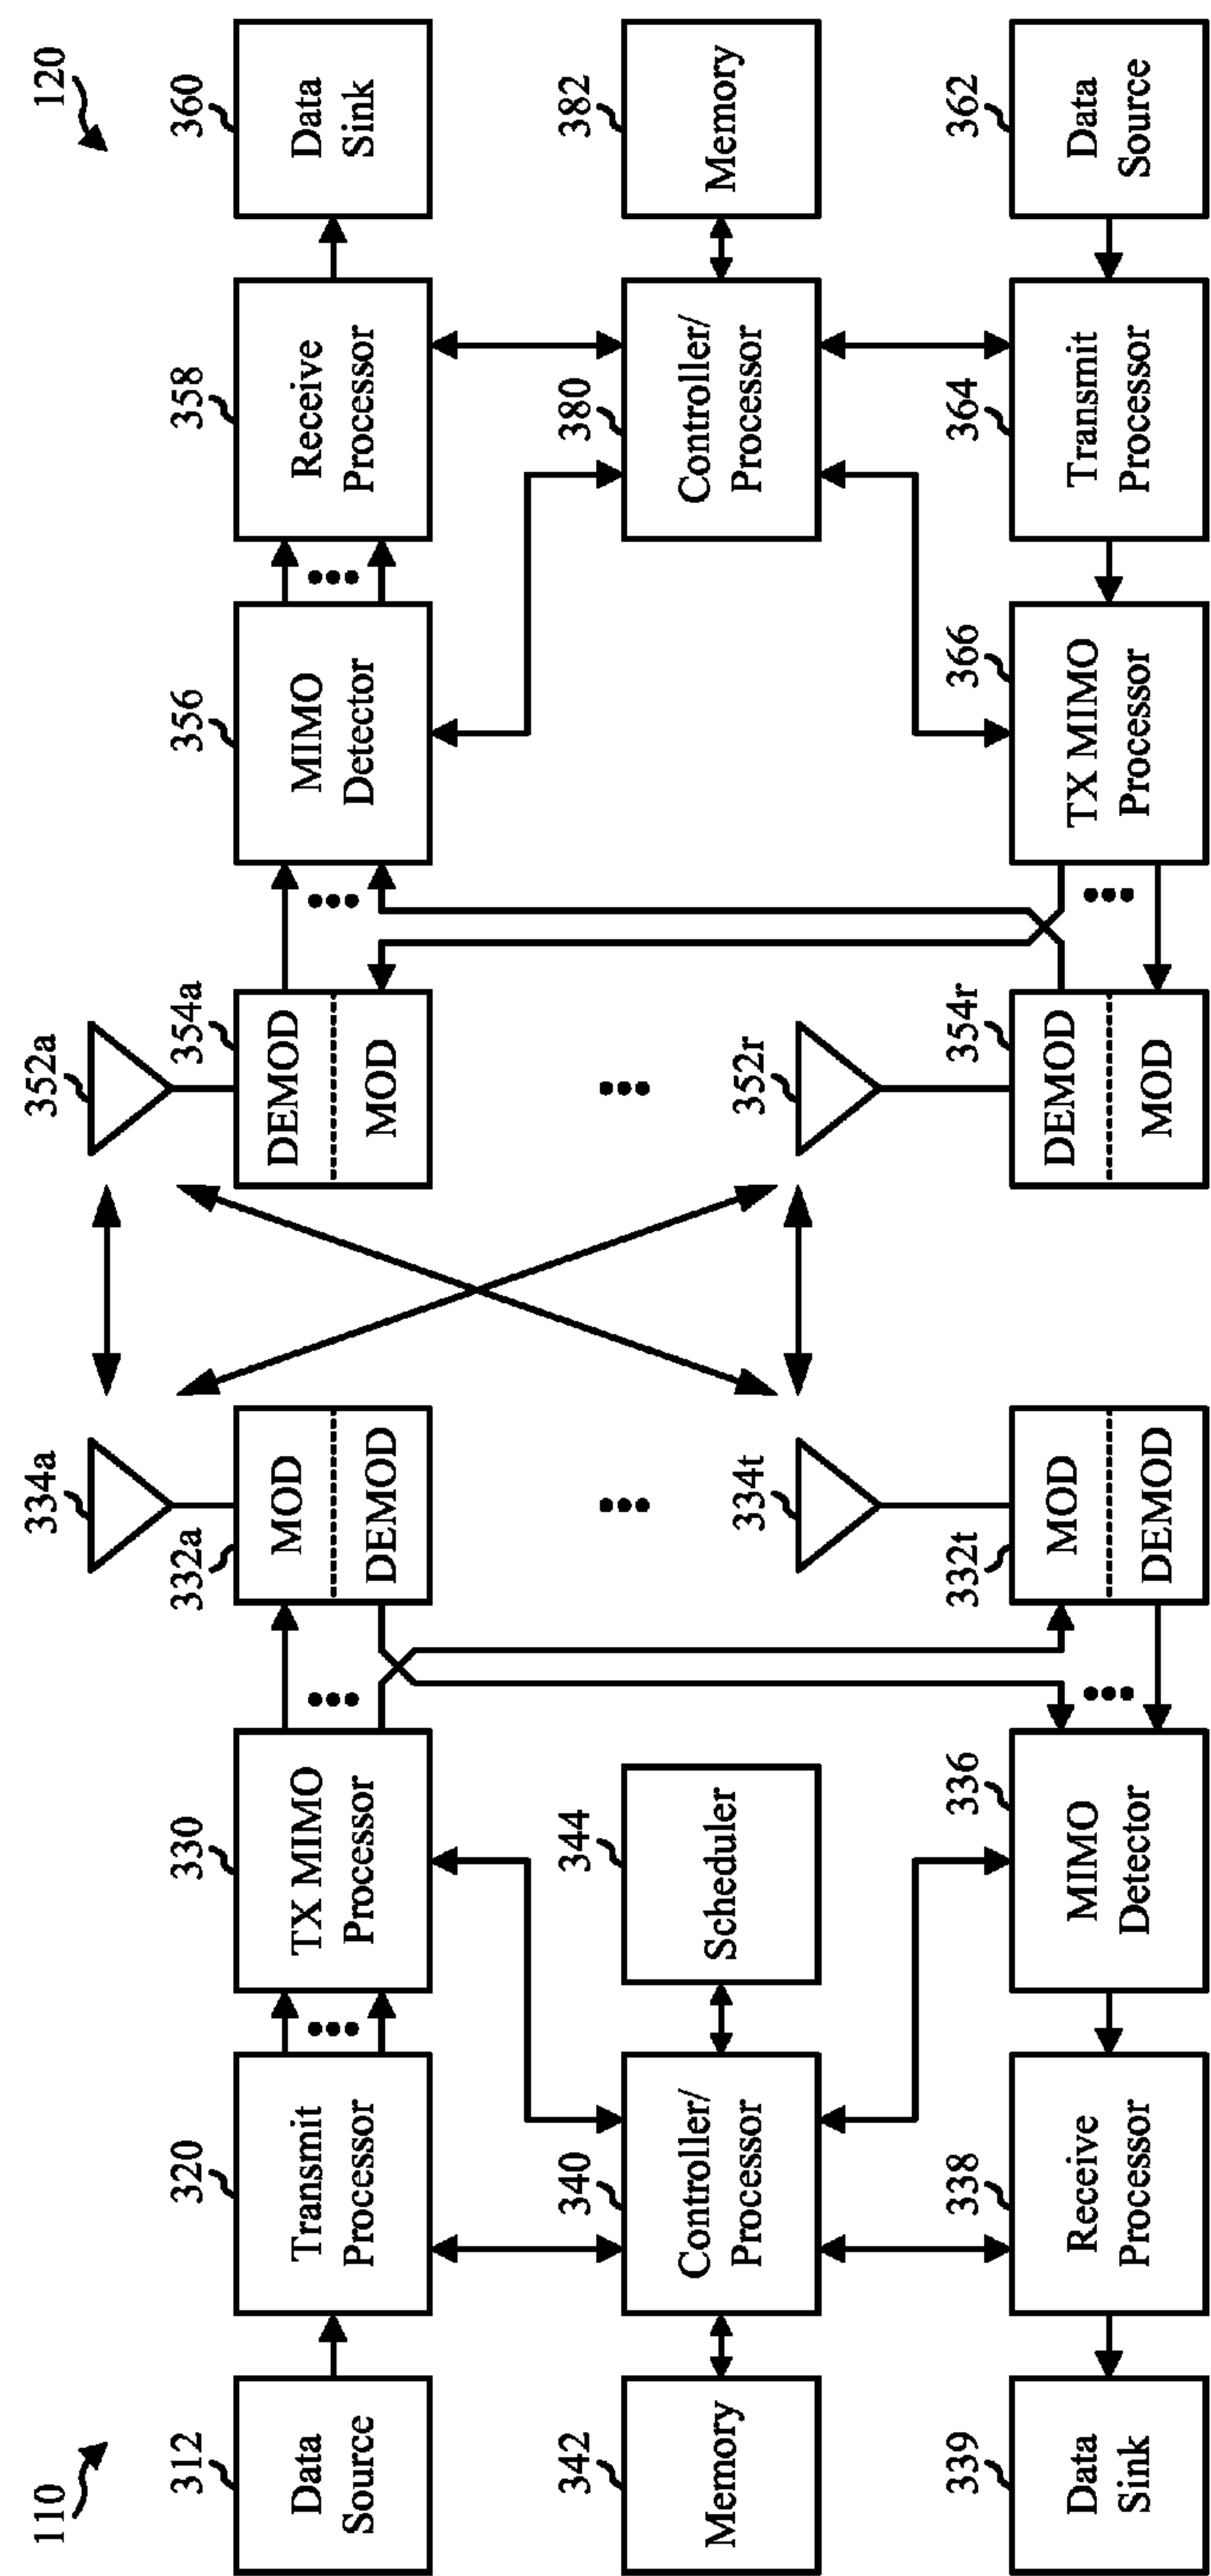 110
120
312
Data
Source
320
Transmit
Processor
330
TX MIMO
Processor
332a
MOD
DEMOD
334a
352a
354a
DEMOD
MOD
356
MIMO
Detector
358
Receive
Processor
360
Data
Sink
342
Memory
340
Controller/
Processor
344
Scheduler
380
Controller/
Processor
382
Memory
339
Data
Sink
338
Receive
Processor
336
MIMO
Detector
332t
MOD
DEMOD
334t
352r
354r
DEMOD
MOD
366
TX MIMO
Processor
364
Transmit
Processor
362
Data
Source